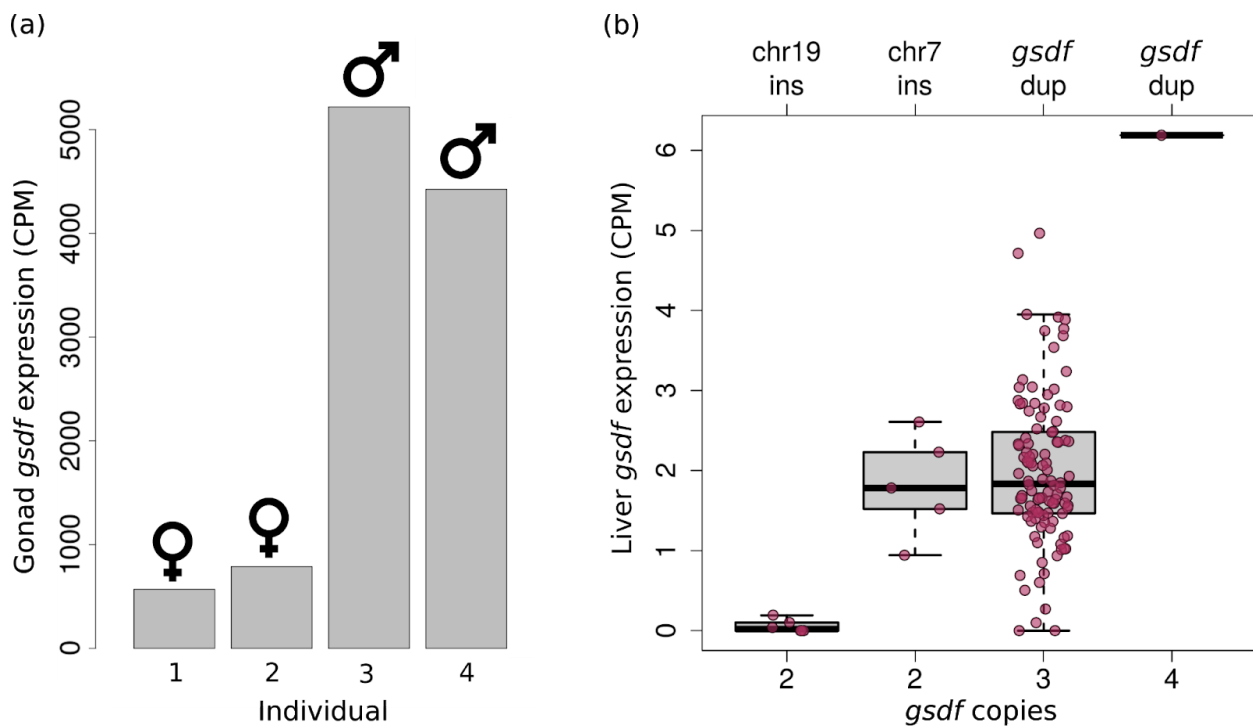 (a)
Gonad gsdf expression (CPM)
5000
4000
3000
2000
1000
0
1 2 3 4
Individual
(b)
chr19 chr7 gsdf gsdf
ins ins dup dup
Liver gsdf expression (CPM)
6
5
4
3
2
1
0
2 2 3 4
gsdf copies